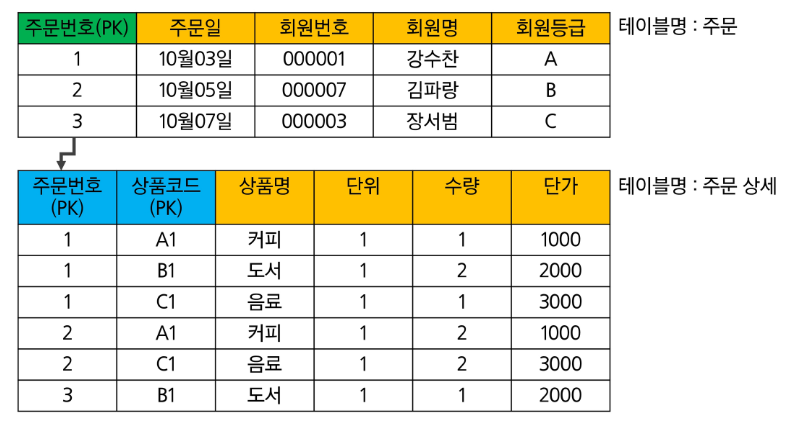 주문번호(PK) 주문일 회원번호 회원명 회원등급 테이블명 : 주문
1 10월03일 000001 강수찬 A
2 10월05일 000007 김파랑 B
3 10월07일 000003 장서범 C
주문번호 상품코드 상품명 단위 수량 단가 테이블명 : 주문 상세
(PK) (PK)
1 A1 커피 1 1 1000
1 B1 도서 1 2 2000
1 C1 음료 1 1 3000
2 A1 커피 1 2 1000
2 C1 음료 1 2 3000
3 B1 도서 1 1 2000